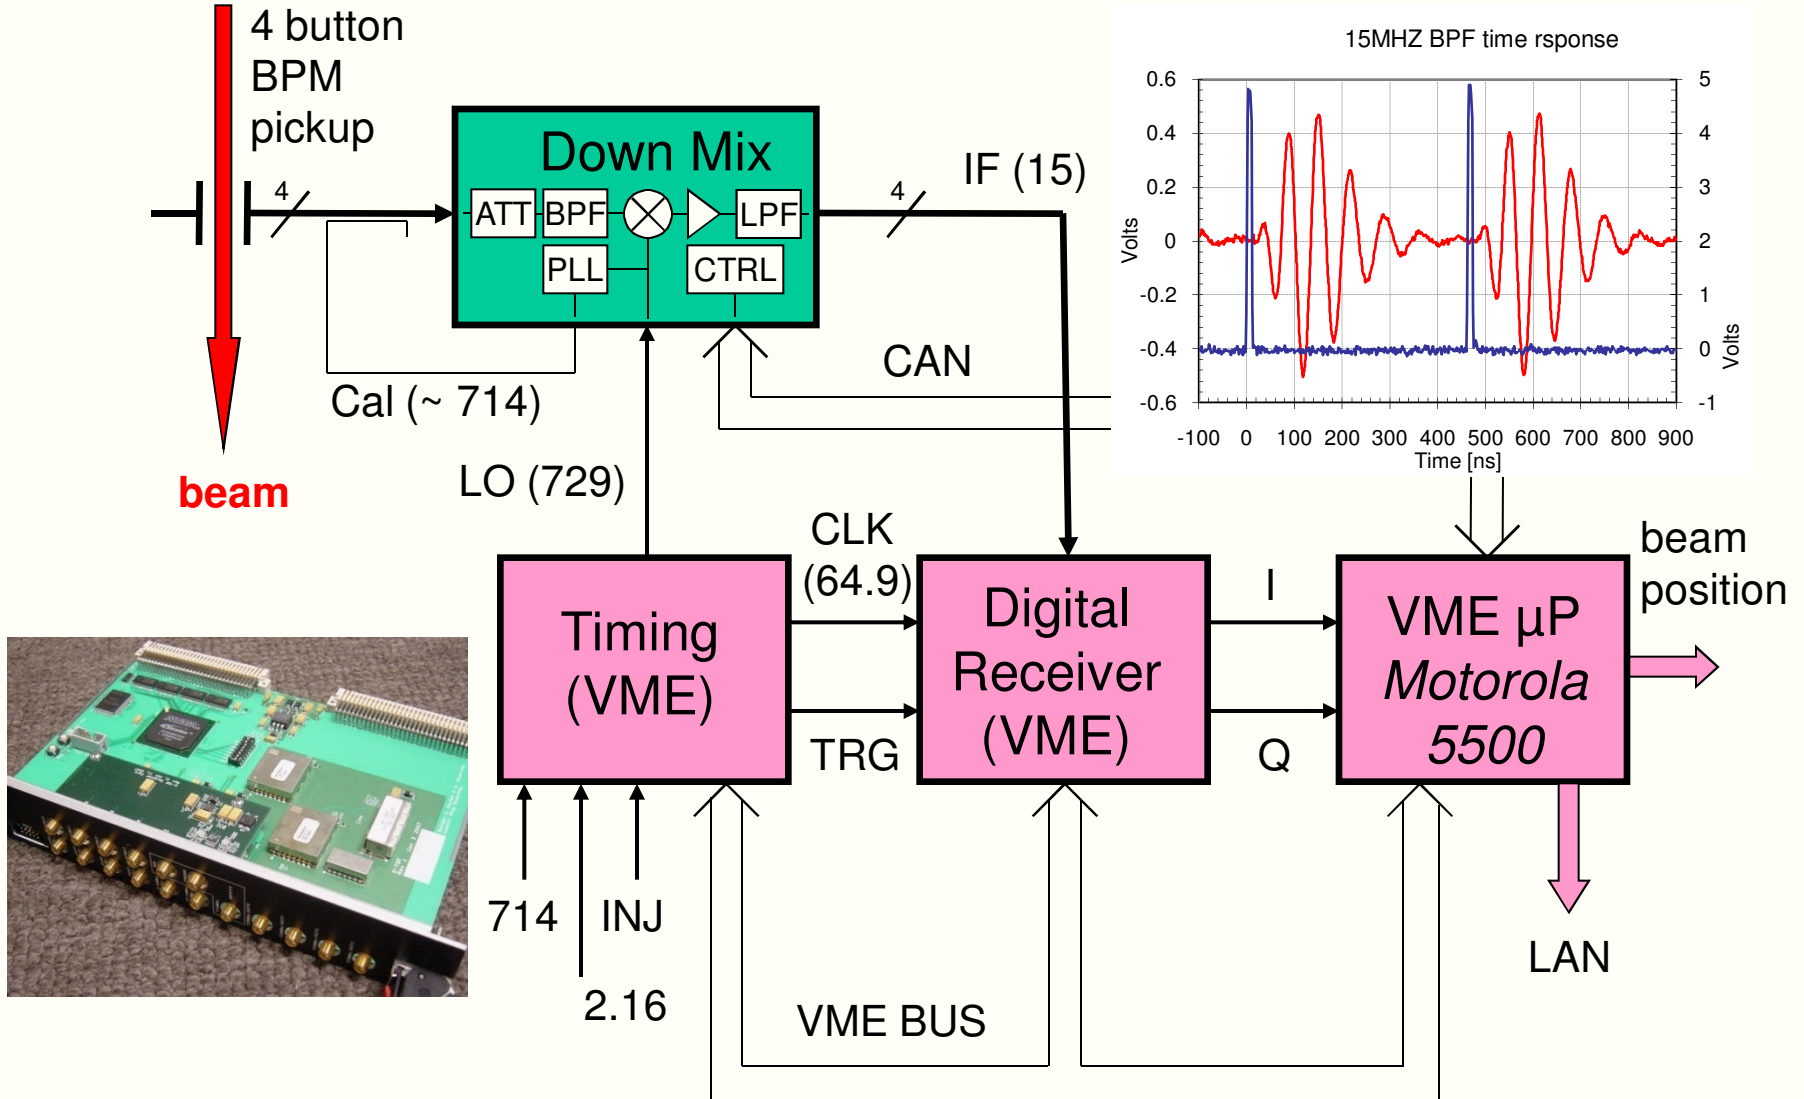 4 button
BPM
pickup
4
Down Mix
ATT
BPF
LPF
PLL
CTRL
4
IF (15)
Cal (~ 714)
CAN
LO (729)
beam
15MHZ BPF time rsponse
0.6
0.4
0.2
0
-0.2
-0.4
-0.6
Volts
5
4
3
2
1
0
-1
Volts
-100 0 100 200 300 400 500 600 700 800 900
Time [ns]
CLK
(64.9)
TRG
Timing
(VME)
Digital
Receiver
(VME)
I
Q
VME µP
Motorola
5500
beam
position
714
INJ
2.16
VME BUS
LAN